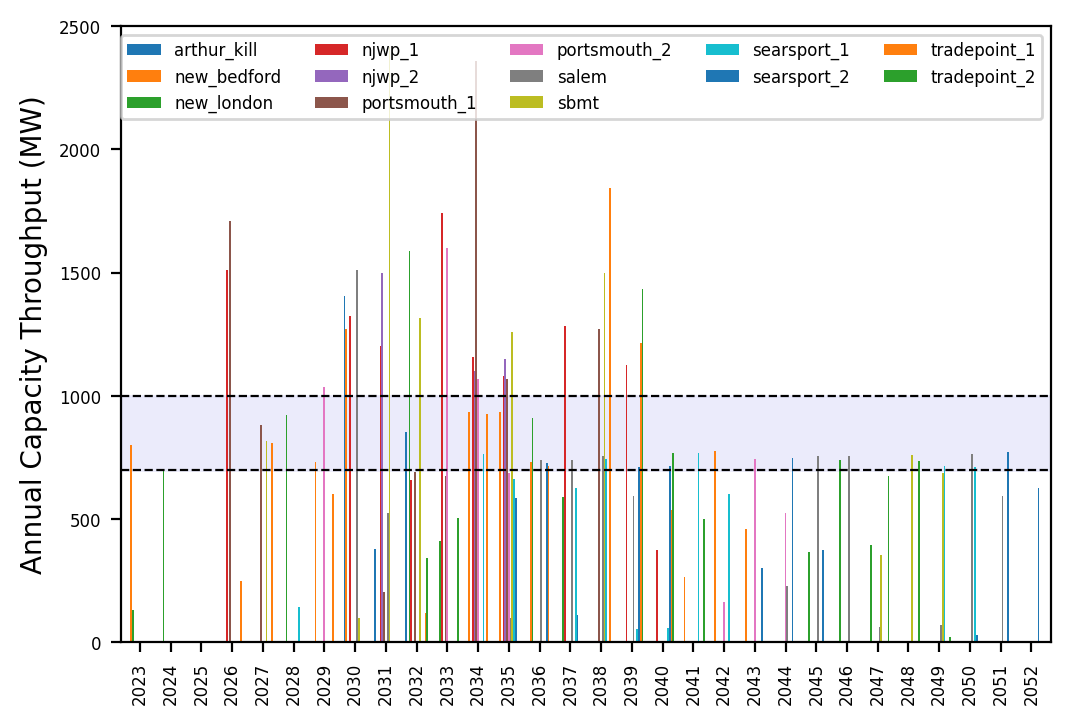 2500
arthur_kill njwp_1 portsmouth_2 searsport_1 tradepoint_1
new_bedford njwp_2 salem searsport_2 tradepoint_2
new_london portsmouth_1 sbmt
2000
1500
1000
500
0
Annual Capacity Throughput (MW)
2023 2024 2025 2026 2027 2028 2029 2030 2031 2032 2033 2034 2035 2036 2037 2038 2039 2040 2041 2042 2043 2044 2045 2046 2047 2048 2049 2050 2051 2052